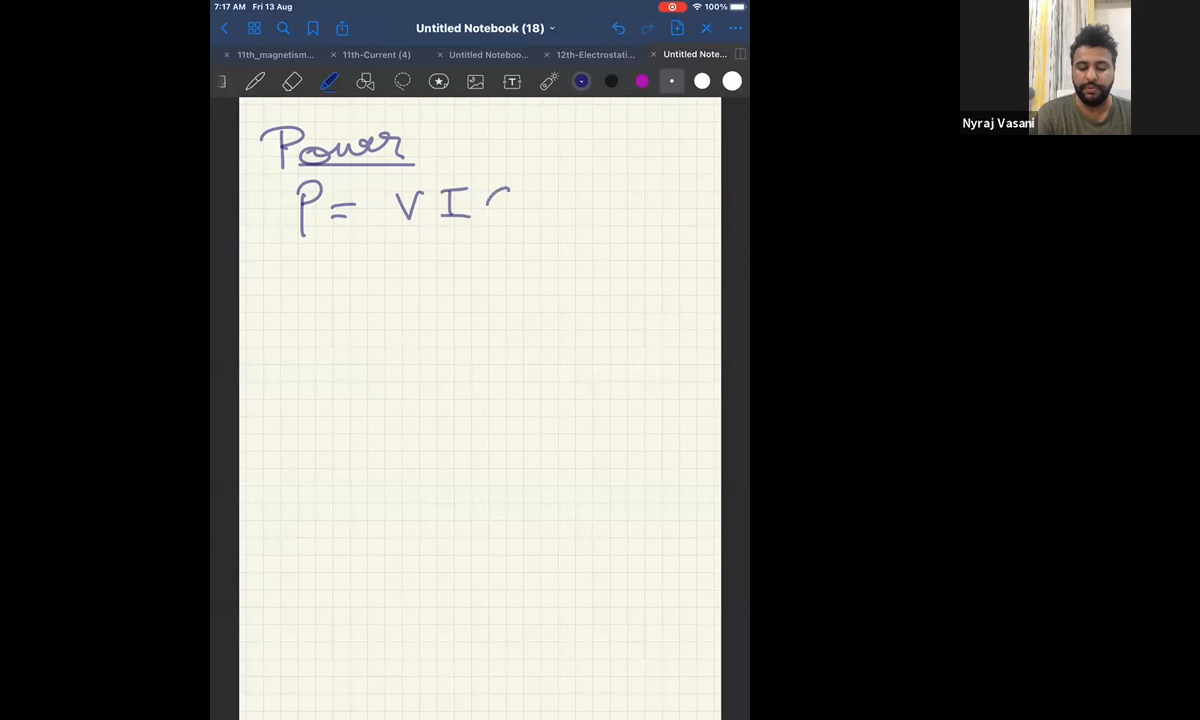 7:17 AM Fri 13 Aug 100%
Untitled Notebook (18)
11th_magnetism... 11th-Current (4) Untitled Noteboo... 12th-Electrostati... Untitled Note...
Nyraj Vasani
Power
P = V I